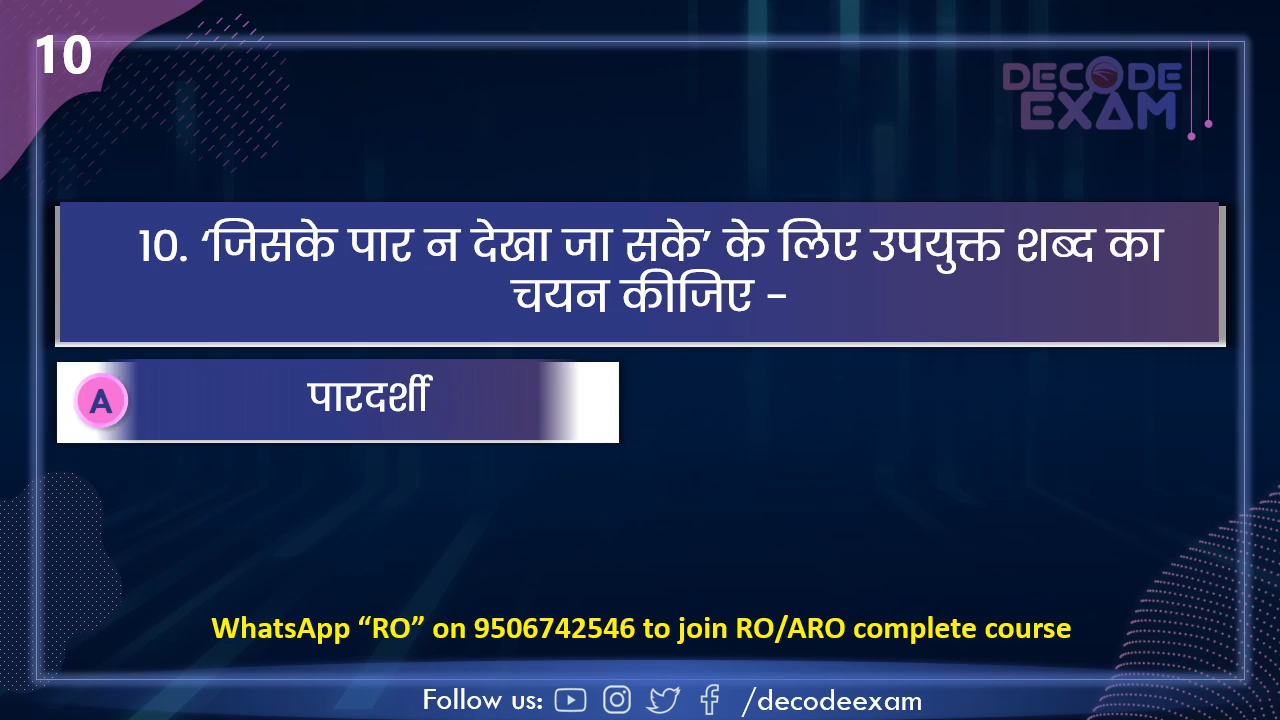 10
DECODE
EXAM
10. ‘जिसके पार न देखा जा सके’ के लिए उपयुक्त शब्द का
चयन कीजिए -
A पारदर्शी
WhatsApp “RO” on 9506742546 to join RO/ARO complete course
Follow us: /decodeexam